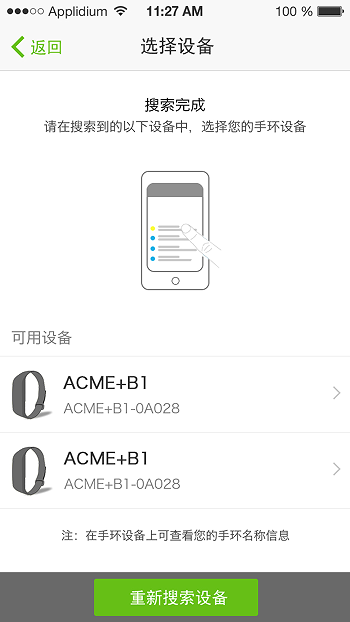 Applidium 11:27 AM 100 %
返回 选择设备
搜索完成
请在搜索到的以下设备中，选择您的手环设备
可用设备
ACME+B1
ACME+B1-0A028
ACME+B1
ACME+B1-0A028
注：在手环设备上可查看您的手环名称信息
重新搜索设备